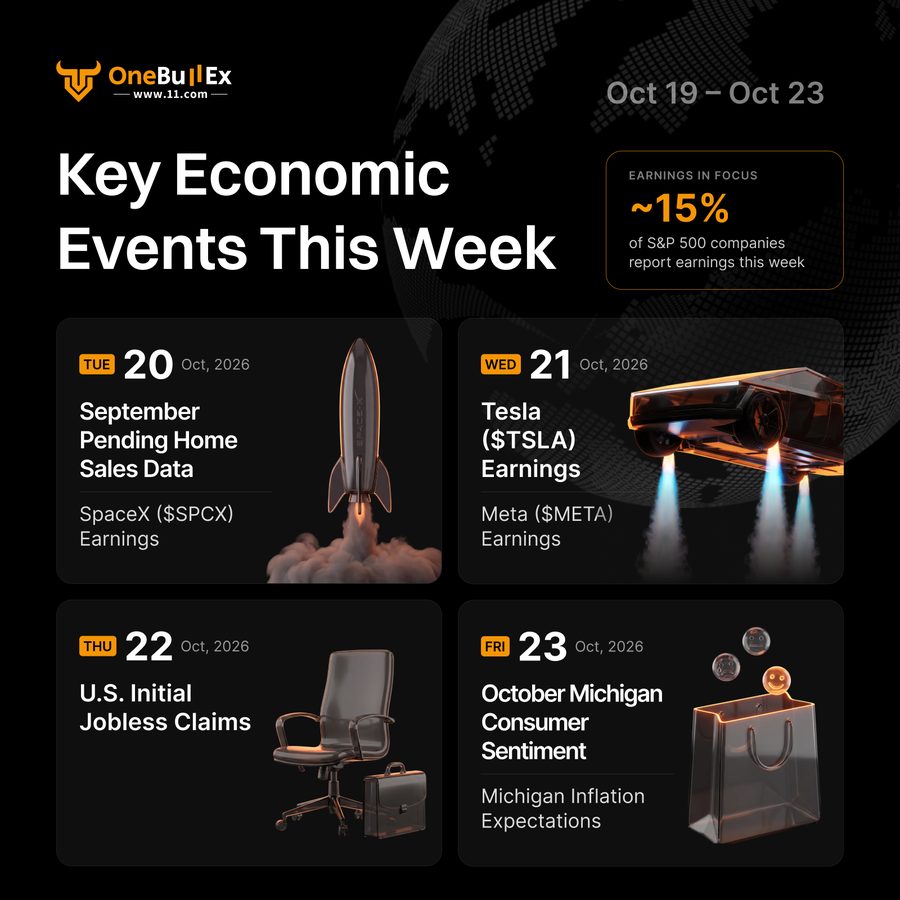 OneBullEx
www.11.com
Oct 19 – Oct 23
Key Economic
Events This Week
EARNINGS IN FOCUS
~15%
of S&P 500 companies
report earnings this week
TUE 20 Oct, 2026
September
Pending Home
Sales Data
SpaceX ($SPCX)
Earnings
SPACEX
WED 21 Oct, 2026
Tesla
($TSLA)
Earnings
Meta ($META)
Earnings
THU 22 Oct, 2026
U.S. Initial
Jobless Claims
FRI 23 Oct, 2026
October Michigan
Consumer
Sentiment
Michigan Inflation
Expectations